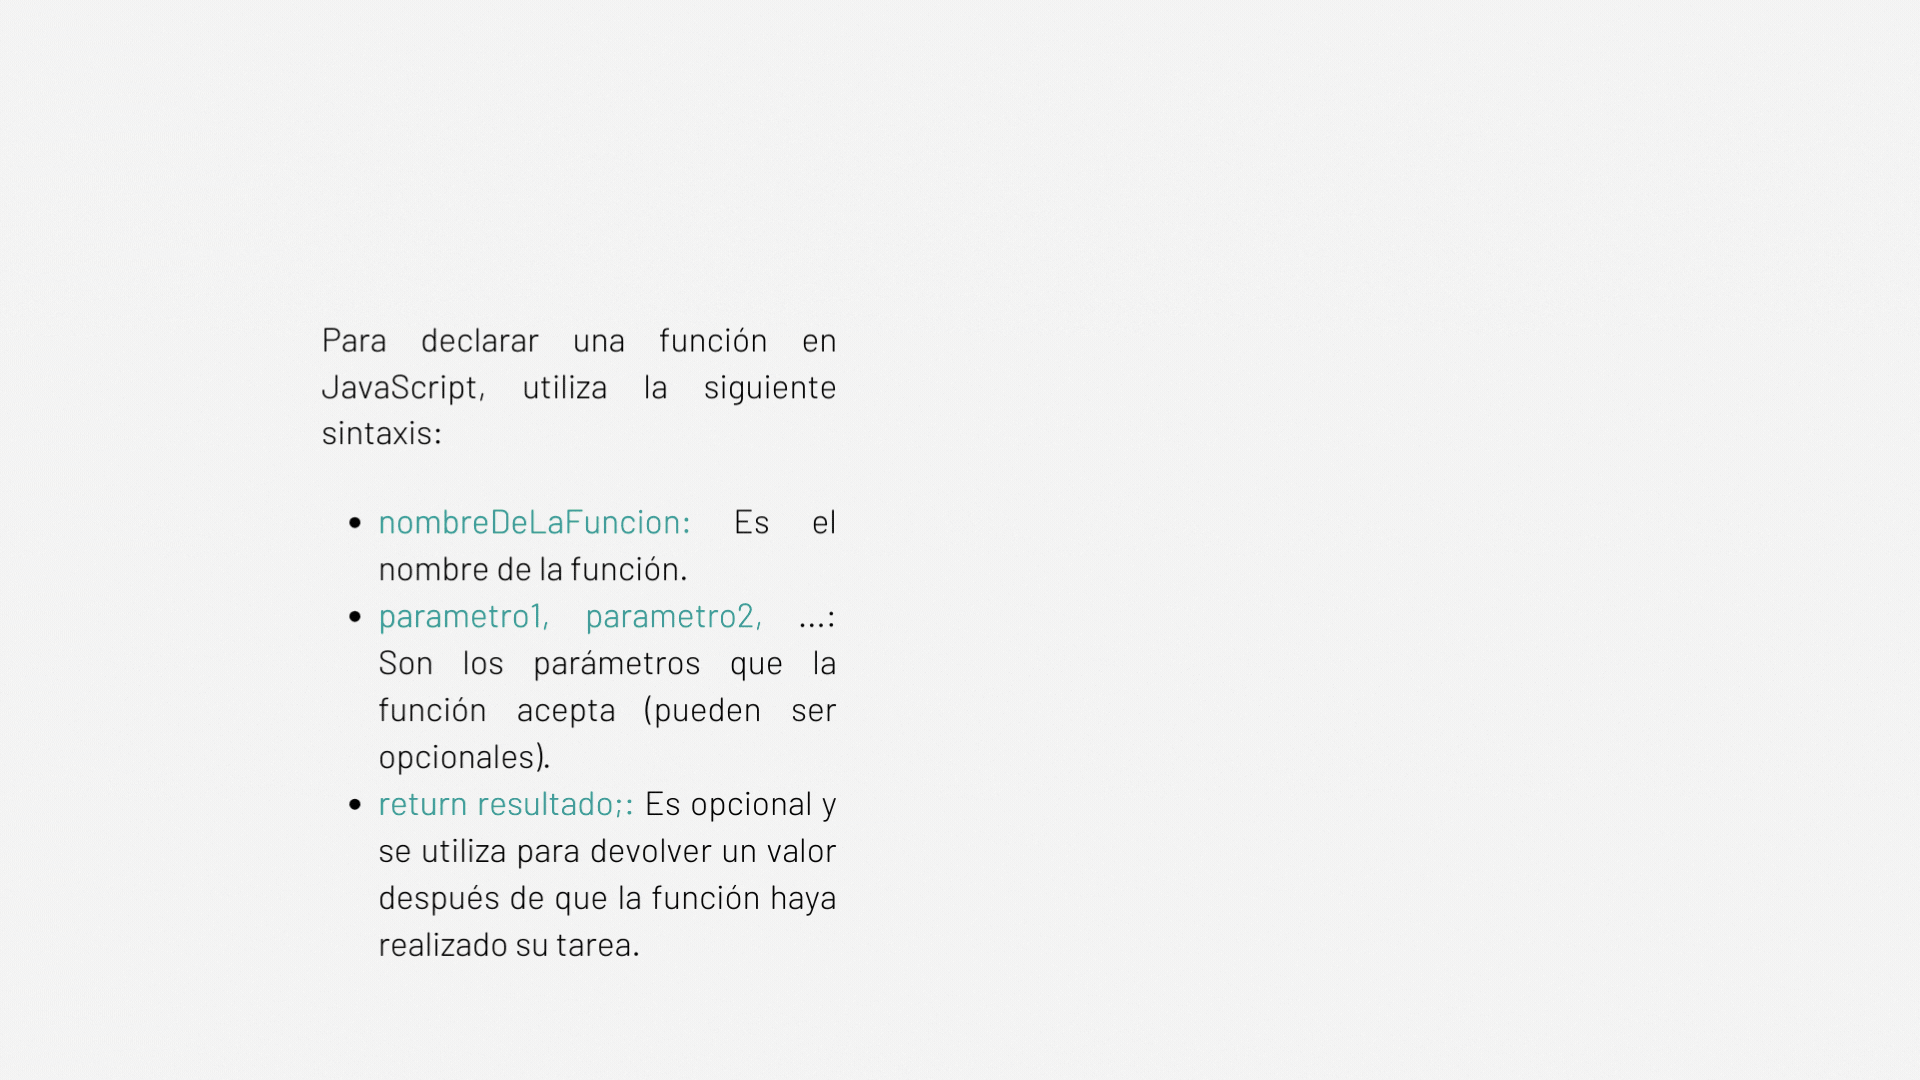 Para declarar una función en
JavaScript, utiliza la siguiente
sintaxis:
• nombreDeLaFuncion: Es el
nombre de la función.
• parametro1, parametro2, ...:
Son los parámetros que la
función acepta (pueden ser
opcionales).
• return resultado;: Es opcional y
se utiliza para devolver un valor
después de que la función haya
realizado su tarea.